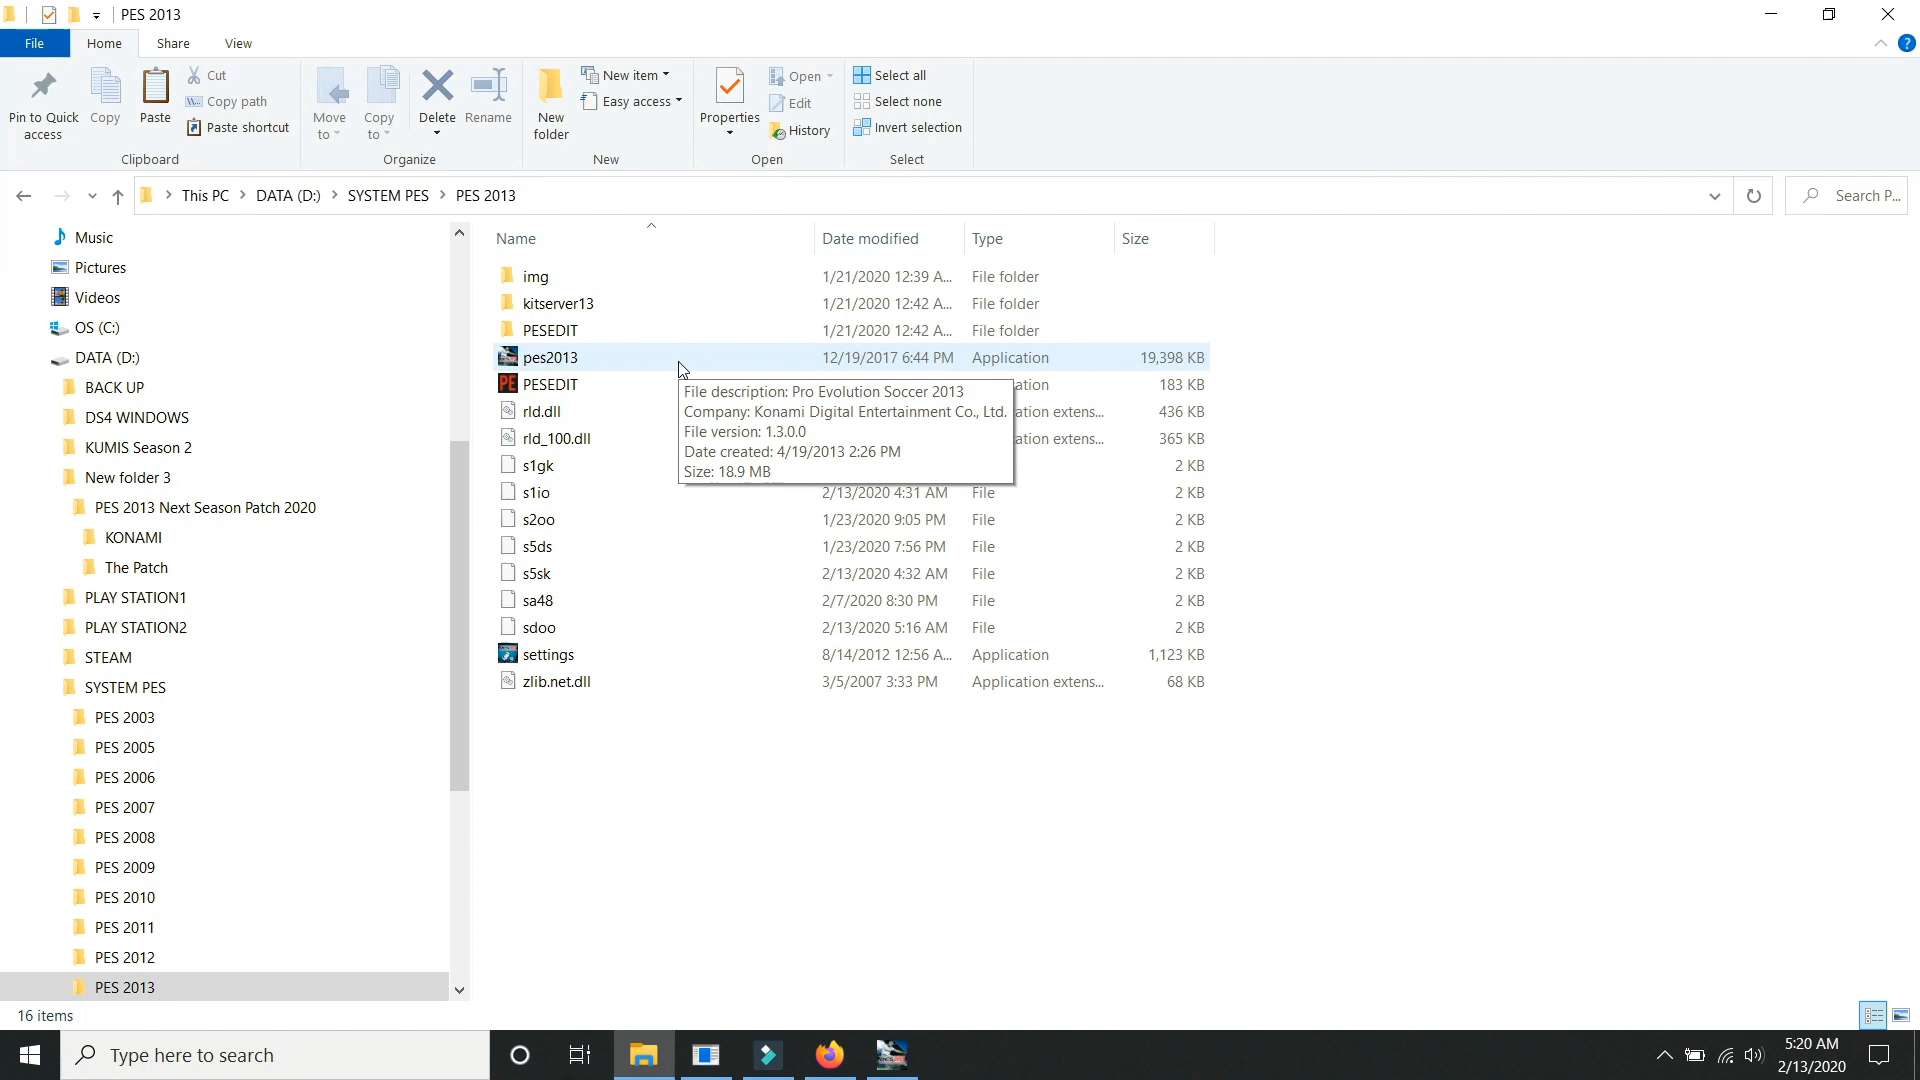 PES 2013
File
Home
Share
View
Pin to Quick access
Copy
Paste
Cut
Copy path
Paste shortcut
Clipboard
Move to
Copy to
Delete
Rename
Organize
New folder
New item
Easy access
New
Properties
Open
Edit
History
Open
Select all
Select none
Invert selection
Select
This PC > DATA (D:) > SYSTEM PES > PES 2013
Search P...
Music
Pictures
Videos
OS (C:)
DATA (D:)
BACK UP
DS4 WINDOWS
KUMIS Season 2
New folder 3
PES 2013 Next Season Patch 2020
KONAMI
The Patch
PLAY STATION1
PLAY STATION2
STEAM
SYSTEM PES
PES 2003
PES 2005
PES 2006
PES 2007
PES 2008
PES 2009
PES 2010
PES 2011
PES 2012
PES 2013
Name Date modified Type Size
img 1/21/2020 12:39 A... File folder
kitserver13 1/21/2020 12:42 A... File folder
PESEDIT 1/21/2020 12:42 A... File folder
pes2013 12/19/2017 6:44 PM Application 19,398 KB
PESEDIT ation 183 KB
rld.dll ation extens... 436 KB
rld_100.dll ation extens... 365 KB
s1gk 2 KB
s1io 2/13/2020 4:31 AM File 2 KB
s2oo 1/23/2020 9:05 PM File 2 KB
s5ds 1/23/2020 7:56 PM File 2 KB
s5sk 2/13/2020 4:32 AM File 2 KB
sa48 2/7/2020 8:30 PM File 2 KB
sdoo 2/13/2020 5:16 AM File 2 KB
settings 8/14/2012 12:56 A... Application 1,123 KB
zlib.net.dll 3/5/2007 3:33 PM Application extens... 68 KB
File description: Pro Evolution Soccer 2013
Company: Konami Digital Entertainment Co., Ltd.
File version: 1.3.0.0
Date created: 4/19/2013 2:26 PM
Size: 18.9 MB
16 items
Type here to search
5:20 AM
2/13/2020